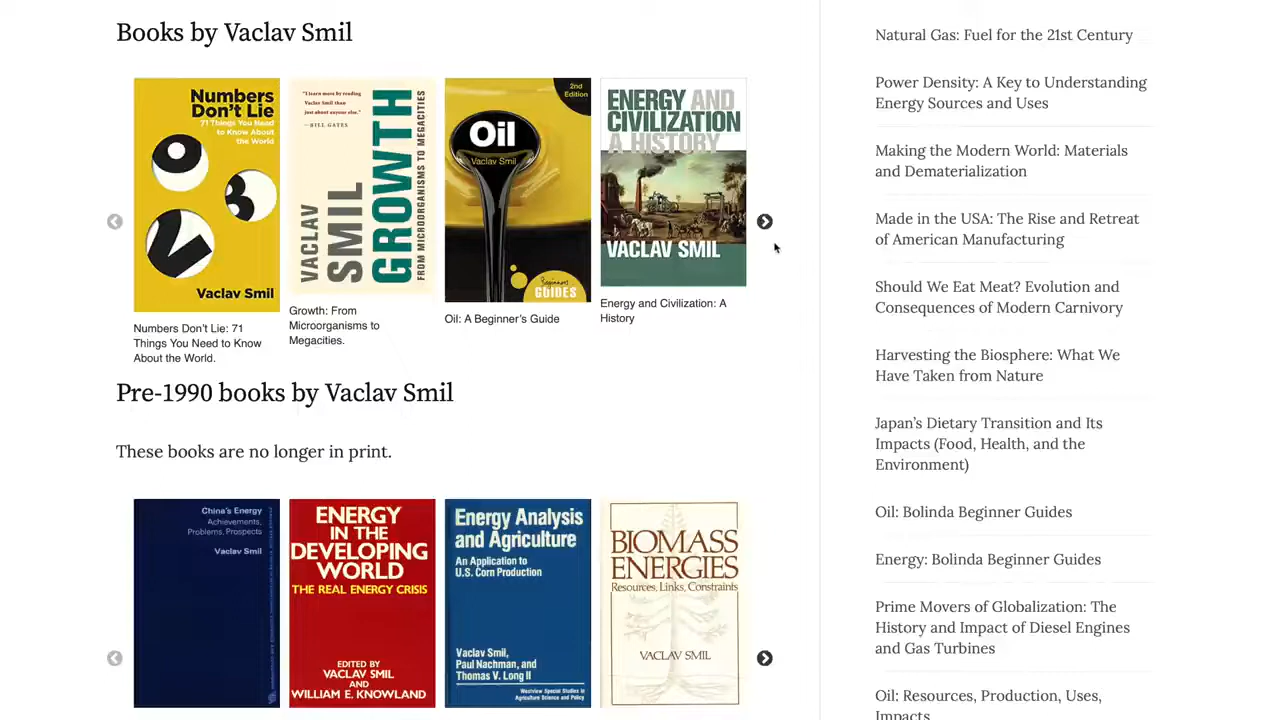 Books by Vaclav Smil
Numbers
Don't Lie
71 Things You Need
to Know About
the World
Vaclav Smil
"I learn more by reading
Vaclav Smil than
just about anyone else."
—BILL GATES
VACLAV
SMIL
GROWTH
FROM MICROORGANISMS TO MEGACITIES
2nd
Edition
Oil
Vaclav Smil
Beginners
GUIDES
ENERGY AND
CIVILIZATION
A HISTORY
VACLAV SMIL
Numbers Don't Lie: 71
Things You Need to Know
About the World.
Growth: From
Microorganisms to
Megacities.
Oil: A Beginner's Guide
Energy and Civilization: A
History
Pre-1990 books by Vaclav Smil
These books are no longer in print.
China's Energy
Achievements,
Problems, Prospects
Vaclav Smil
ENERGY
IN THE
DEVELOPING
WORLD
THE REAL ENERGY CRISIS
EDITED BY
VACLAV SMIL
AND
WILLIAM E. KNOWLAND
Energy Analysis
and Agriculture
An Application to
U.S. Corn Production
Vaclav Smil,
Paul Nachman, and
Thomas V. Long II
Westview Special Studies in
Agriculture Science and Policy
BIOMASS
ENERGIES
Resources, Links, Constraints
VACLAV SMIL
Natural Gas: Fuel for the 21st Century
Power Density: A Key to Understanding
Energy Sources and Uses
Making the Modern World: Materials
and Dematerialization
Made in the USA: The Rise and Retreat
of American Manufacturing
Should We Eat Meat? Evolution and
Consequences of Modern Carnivory
Harvesting the Biosphere: What We
Have Taken from Nature
Japan's Dietary Transition and Its
Impacts (Food, Health, and the
Environment)
Oil: Bolinda Beginner Guides
Energy: Bolinda Beginner Guides
Prime Movers of Globalization: The
History and Impact of Diesel Engines
and Gas Turbines
Oil: Resources, Production, Uses,
Impacts